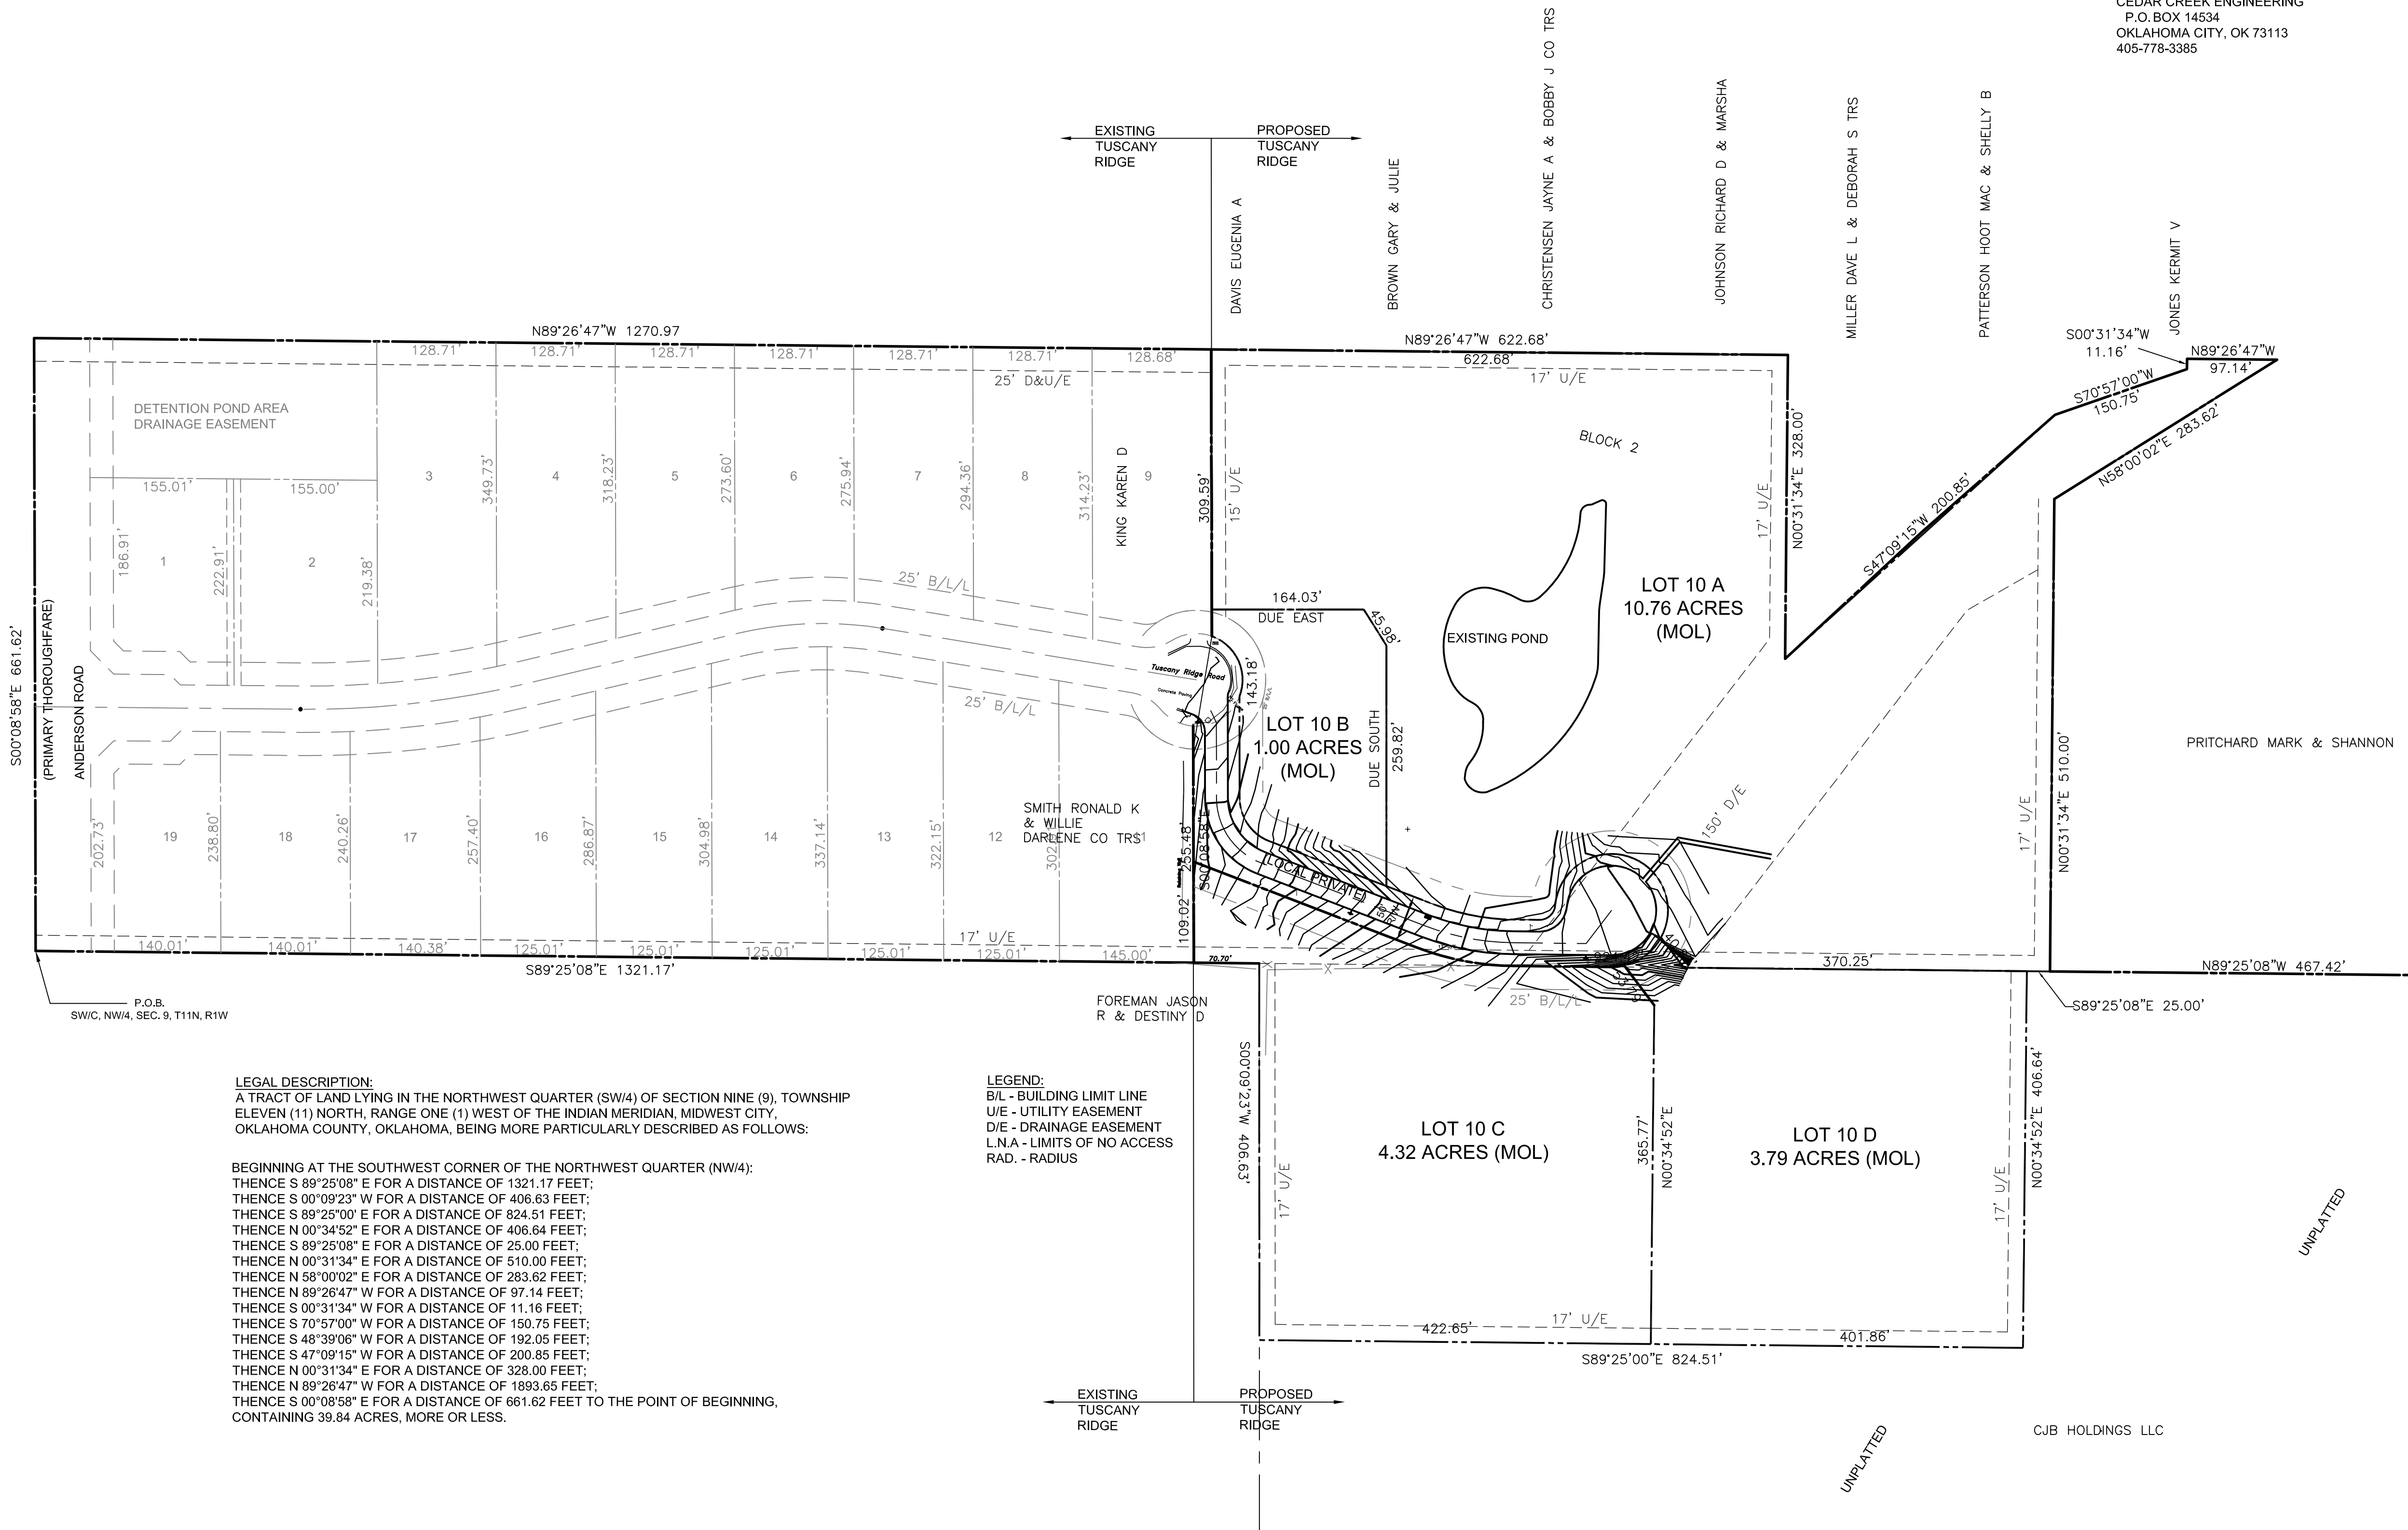 CEDAR CREEK ENGINEERING
P.O. BOX 14534
OKLAHOMA CITY, OK 73113
405-778-3385
EXISTING
TUSCANY
RIDGE
PROPOSED
TUSCANY
RIDGE
DAVIS EUGENIA A
BROWN GARY & JULIE
CHRISTENSEN JAYNE A & BOBBY J CO TRS
JOHNSON RICHARD D & MARSHA
MILLER DAVE L & DEBORAH S TRS
PATTERSON HOOT MAC & SHELLY B
JONES KERMIT V
N89°26'47"W 1270.97
128.71'
128.71'
128.71'
128.71'
128.71'
128.71'
128.68'
25' D&U/E
N89°26'47"W 622.68'
622.68'
17' U/E
S00°31'34"W
11.16'
N89°26'47"W
97.14'
S70°57'00"W
150.75'
N58°00'02"E 283.62'
S47°09'15"W 200.85'
N00°31'34"E 328.00'
17' U/E
BLOCK 2
DETENTION POND AREA
DRAINAGE EASEMENT
155.01'
155.00'
186.91'
1
222.91'
2
219.38'
3
349.73'
4
318.23'
5
273.60'
6
275.94'
7
294.36'
8
314.23'
9
KING KAREN D
309.59'
15' U/E
25' B/L/L
25' B/L/L
164.03'
DUE EAST
45.98'
143.18'
DUE SOUTH
259.82'
EXISTING POND
LOT 10 A
10.76 ACRES
(MOL)
LOT 10 B
1.00 ACRES
(MOL)
Tuscany Ridge Road
Concrete Paving
S00°08'58"E 661.62'
(PRIMARY THOROUGHFARE)
ANDERSON ROAD
202.73'
19
238.80'
18
240.26'
17
257.40'
16
286.87'
15
304.98'
14
337.14'
13
322.15'
12
SMITH RONALD K
& WILLIE
DARLENE CO TRS
109.02'
255.48'
S00°08'58"E
LOCAL PRIVATE
50'
R/W
150' D/E
17' U/E
N00°31'34"E 510.00'
PRITCHARD MARK & SHANNON
140.01'
140.01'
140.38'
125.01'
125.01'
125.01'
125.01'
125.01'
145.00'
17' U/E
S89°25'08"E 1321.17'
70.70'
370.25'
N89°25'08"W 467.42'
S89°25'08"E 25.00'
P.O.B.
SW/C, NW/4, SEC. 9, T11N, R1W
FOREMAN JASON
R & DESTINY D
25' B/L/L
LEGAL DESCRIPTION:
A TRACT OF LAND LYING IN THE NORTHWEST QUARTER (SW/4) OF SECTION NINE (9), TOWNSHIP
ELEVEN (11) NORTH, RANGE ONE (1) WEST OF THE INDIAN MERIDIAN, MIDWEST CITY,
OKLAHOMA COUNTY, OKLAHOMA, BEING MORE PARTICULARLY DESCRIBED AS FOLLOWS:
BEGINNING AT THE SOUTHWEST CORNER OF THE NORTHWEST QUARTER (NW/4):
THENCE S 89°25'08" E FOR A DISTANCE OF 1321.17 FEET;
THENCE S 00°09'23" W FOR A DISTANCE OF 406.63 FEET;
THENCE S 89°25"00' E FOR A DISTANCE OF 824.51 FEET;
THENCE N 00°34'52" E FOR A DISTANCE OF 406.64 FEET;
THENCE S 89°25'08" E FOR A DISTANCE OF 25.00 FEET;
THENCE N 00°31'34" E FOR A DISTANCE OF 510.00 FEET;
THENCE N 58°00'02" E FOR A DISTANCE OF 283.62 FEET;
THENCE N 89°26'47" W FOR A DISTANCE OF 97.14 FEET;
THENCE S 00°31'34" W FOR A DISTANCE OF 11.16 FEET;
THENCE S 70°57'00" W FOR A DISTANCE OF 150.75 FEET;
THENCE S 48°39'06" W FOR A DISTANCE OF 192.05 FEET;
THENCE S 47°09'15" W FOR A DISTANCE OF 200.85 FEET;
THENCE N 00°31'34" E FOR A DISTANCE OF 328.00 FEET;
THENCE N 89°26'47" W FOR A DISTANCE OF 1893.65 FEET;
THENCE S 00°08'58" E FOR A DISTANCE OF 661.62 FEET TO THE POINT OF BEGINNING,
CONTAINING 39.84 ACRES, MORE OR LESS.
LEGEND:
B/L - BUILDING LIMIT LINE
U/E - UTILITY EASEMENT
D/E - DRAINAGE EASEMENT
L.N.A - LIMITS OF NO ACCESS
RAD. - RADIUS
S00°09'23"W 406.63'
17' U/E
LOT 10 C
4.32 ACRES (MOL)
365.77'
N00°34'52"E
LOT 10 D
3.79 ACRES (MOL)
17' U/E
N00°34'52"E 406.64'
UNPLATTED
422.65'
17' U/E
401.86'
S89°25'00"E 824.51'
EXISTING
TUSCANY
RIDGE
PROPOSED
TUSCANY
RIDGE
UNPLATTED
CJB HOLDINGS LLC